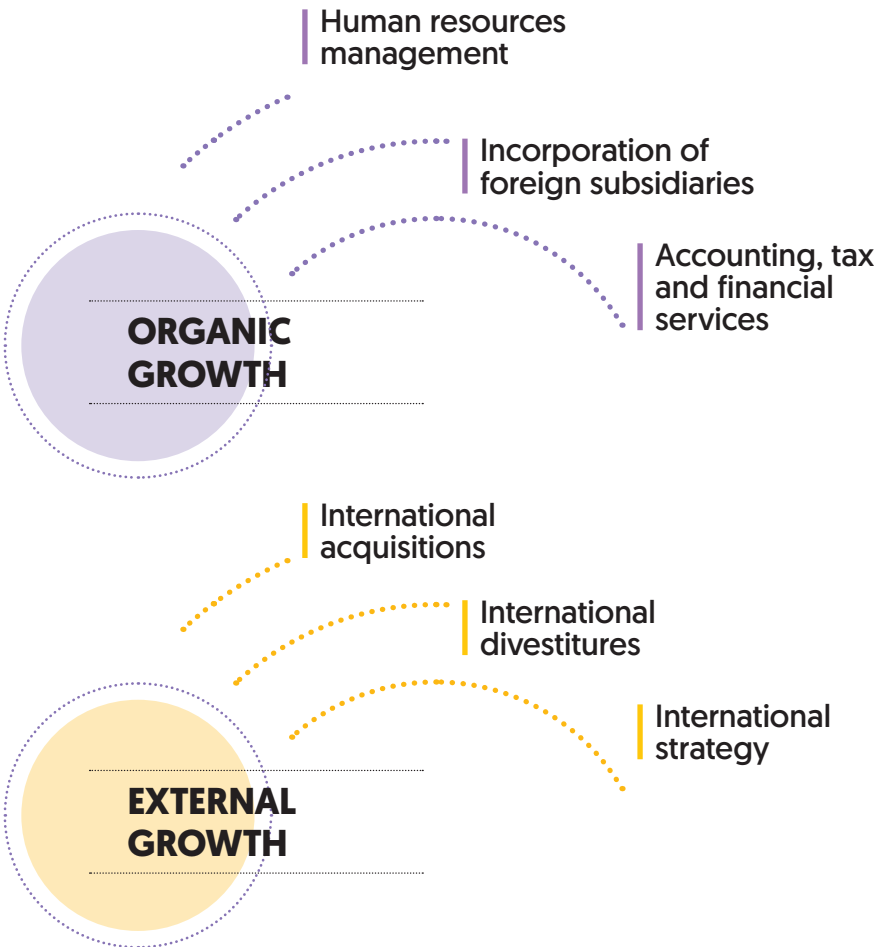 Human resources
management
Incorporation of
foreign subsidiaries
Accounting, tax
and financial
services
ORGANIC
GROWTH
International
acquisitions
International
divestitures
International
strategy
EXTERNAL
GROWTH